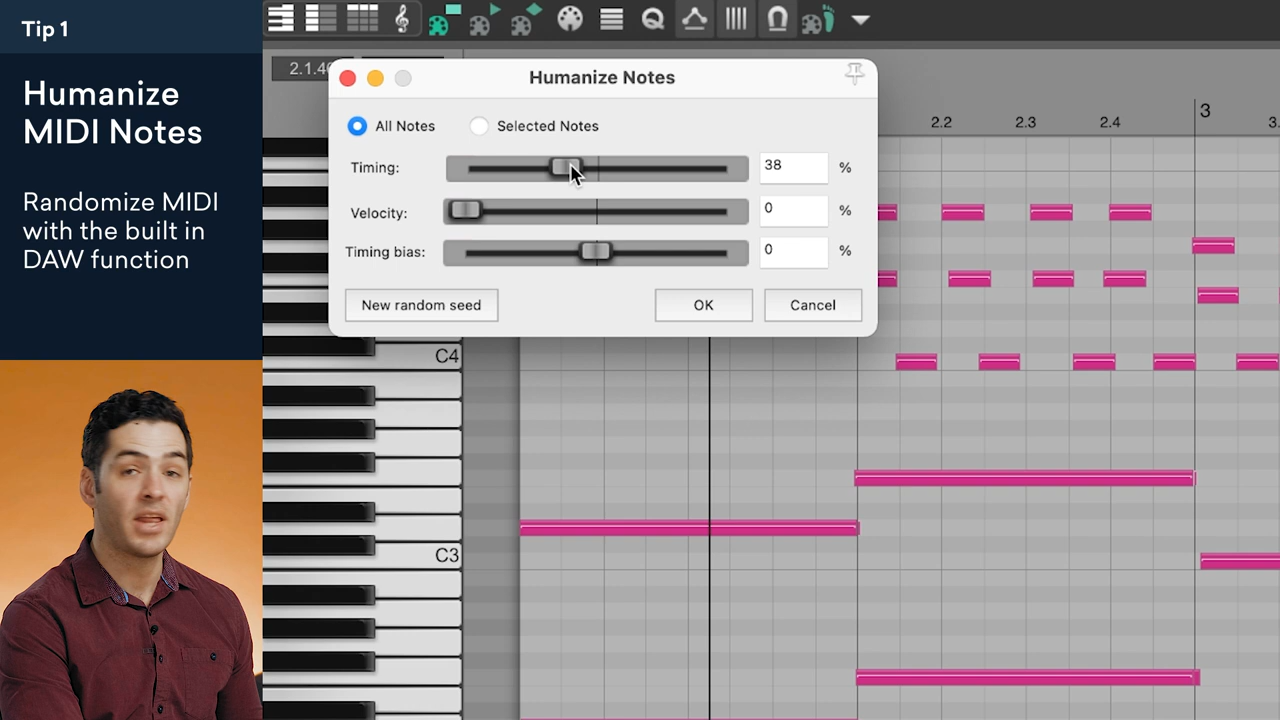 Tip 1
Humanize
MIDI Notes
Randomize MIDI
with the built in
DAW function
Humanize Notes
All Notes
Selected Notes
Timing:
38
%
Velocity:
0
%
Timing bias:
0
%
New random seed
OK
Cancel
2.2
2.3
2.4
3
C4
C3